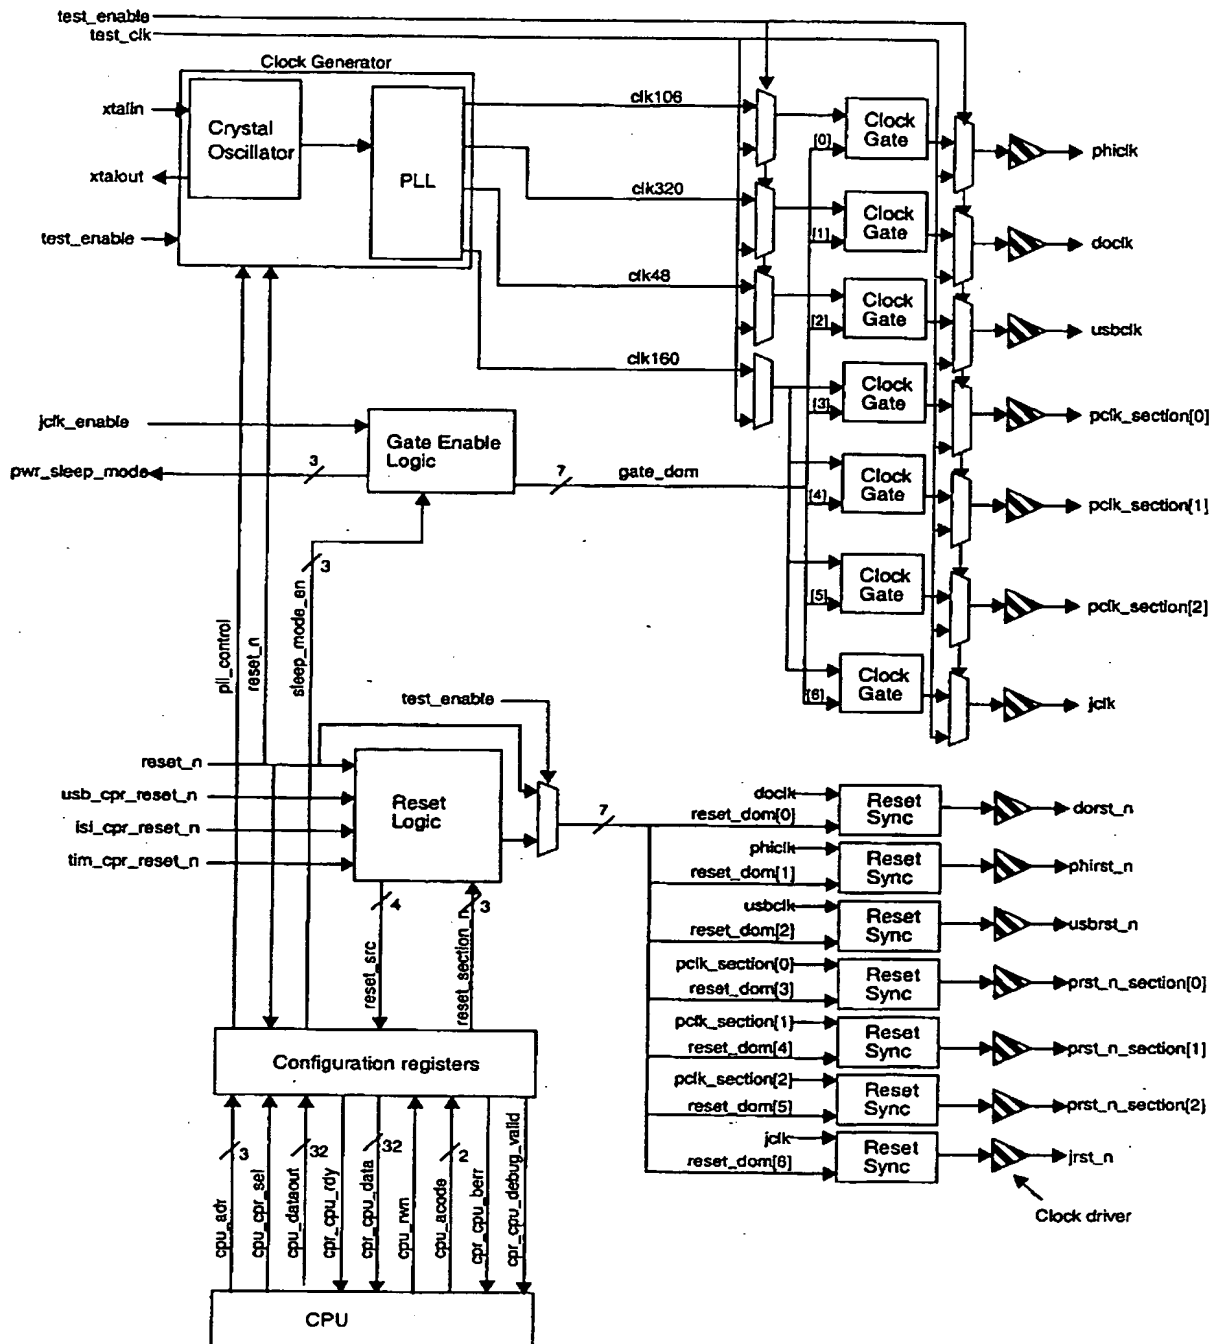 test_enable
test_clk
Clock Generator
xtalin
Crystal
Oscillator
xtalout
PLL
test_enable
clk106
clk320
clk48
clk160
[0]
Clock
Gate
phiclk
[1]
Clock
Gate
doclk
[2]
Clock
Gate
usbclk
[3]
Clock
Gate
pclk_section[0]
[4]
Clock
Gate
pclk_section[1]
[5]
Clock
Gate
pclk_section[2]
[6]
Clock
Gate
jclk
jclk_enable
pwr_sleep_mode
3
Gate Enable
Logic
7
gate_dom
pll_control
reset_n
sleep_mode_en
3
test_enable
reset_n
usb_cpr_reset_n
isi_cpr_reset_n
tim_cpr_reset_n
Reset
Logic
7
4
reset_src
3
reset_section_n
doclk
reset_dom[0]
Reset
Sync
dorst_n
phiclk
reset_dom[1]
Reset
Sync
phirst_n
usbclk
reset_dom[2]
Reset
Sync
usbrst_n
pclk_section[0]
reset_dom[3]
Reset
Sync
prst_n_section[0]
pclk_section[1]
reset_dom[4]
Reset
Sync
prst_n_section[1]
pclk_section[2]
reset_dom[5]
Reset
Sync
prst_n_section[2]
jclk
reset_dom[6]
Reset
Sync
jrst_n
Clock driver
Configuration registers
3
cpu_adr
cpu_cpr_sel
32
cpu_dataout
cpr_cpu_rdy
32
cpr_cpu_data
cpu_rwn
2
cpu_acode
cpr_cpu_berr
cpr_cpu_debug_valid
CPU